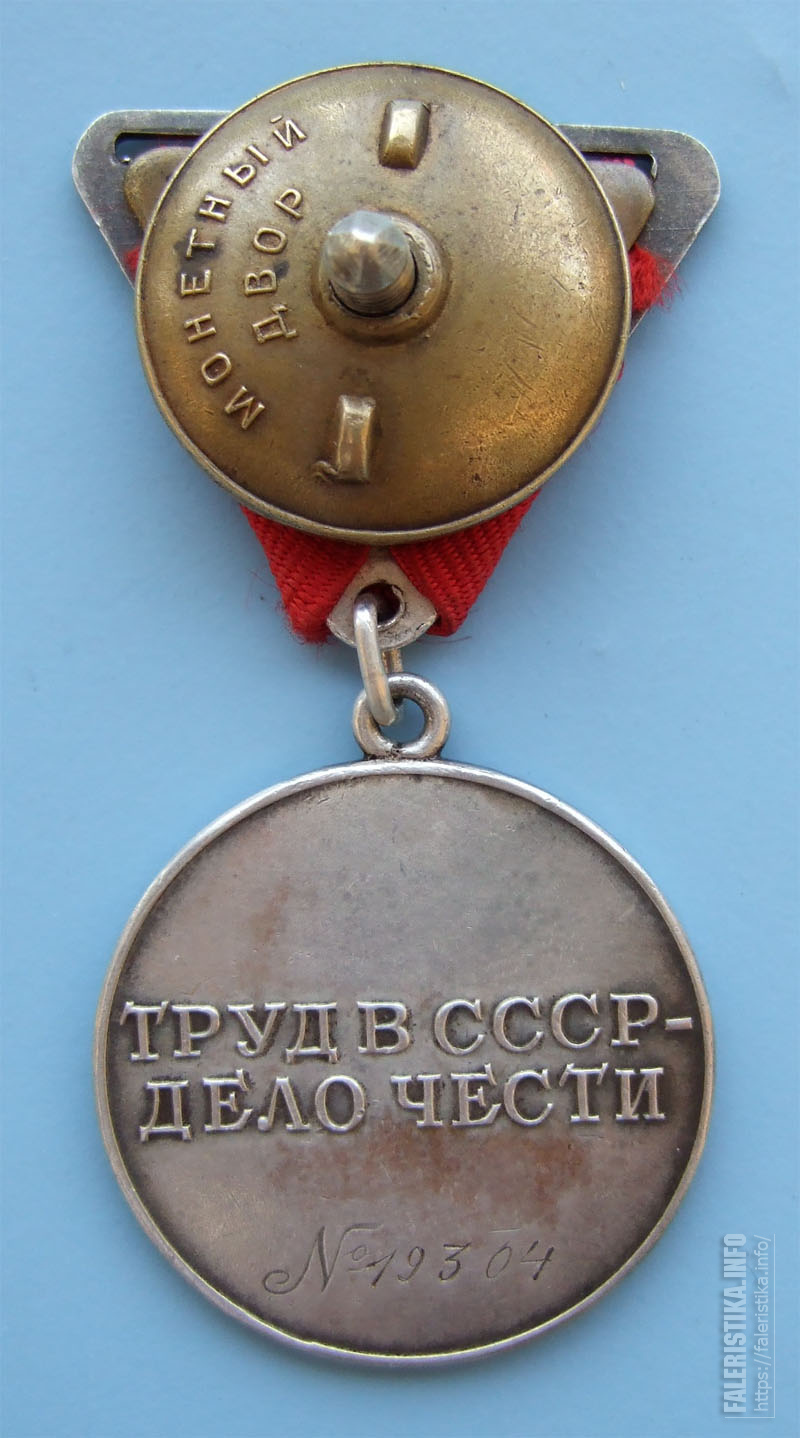 МОНЕТНЫЙ
ДВОР
ТРУД В СССР-
ДЕЛО ЧЕСТИ
№19304
FALERISTIKA.INFO
https://faleristika.info/